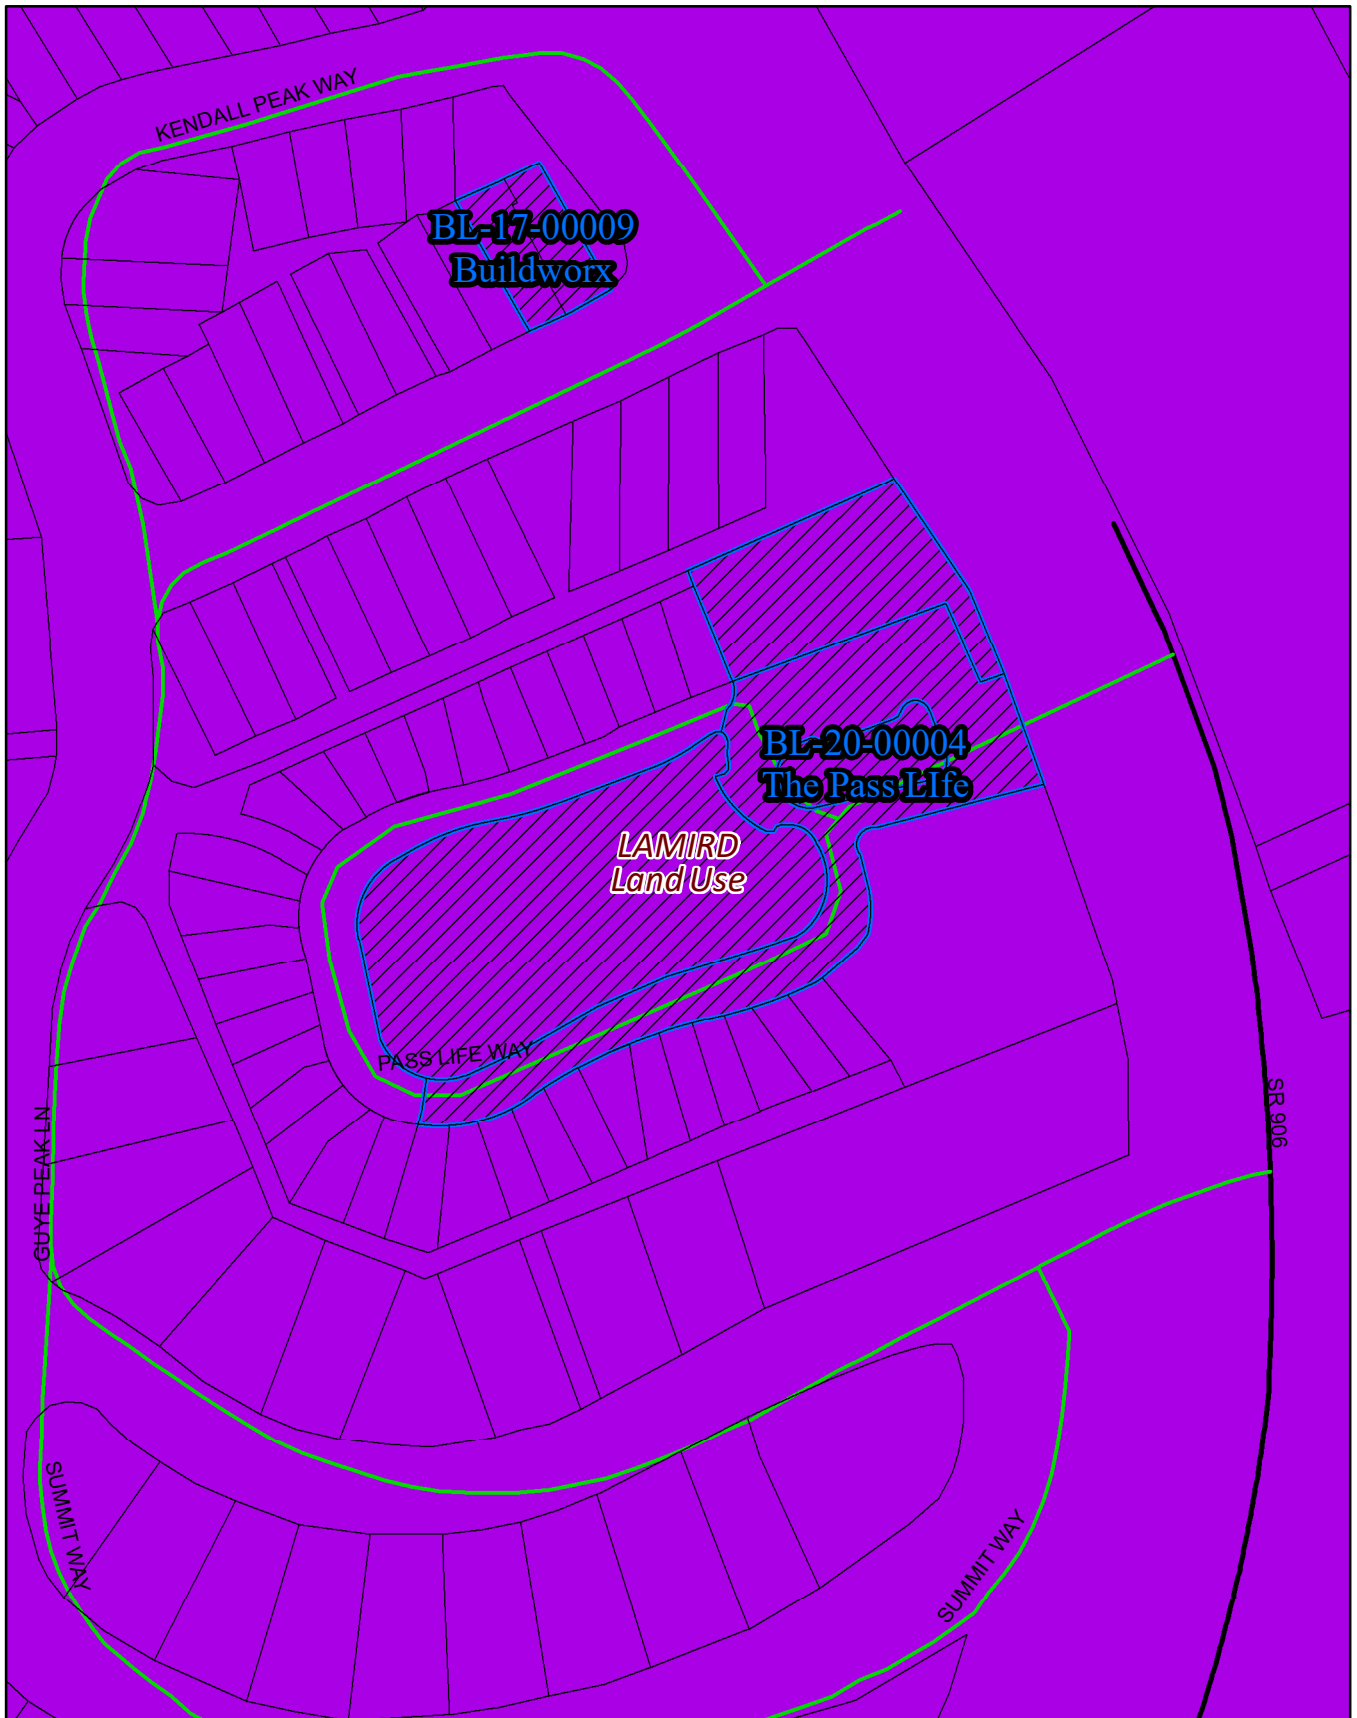 KENDALL PEAK WAY
BL-17-00009
Buildworx
BL-20-00004
The Pass LIfe
LAMIRD
Land Use
PASS LIFE WAY
SR 906
GUYE PEAK LN
SUMMIT WAY
SUMMIT WAY